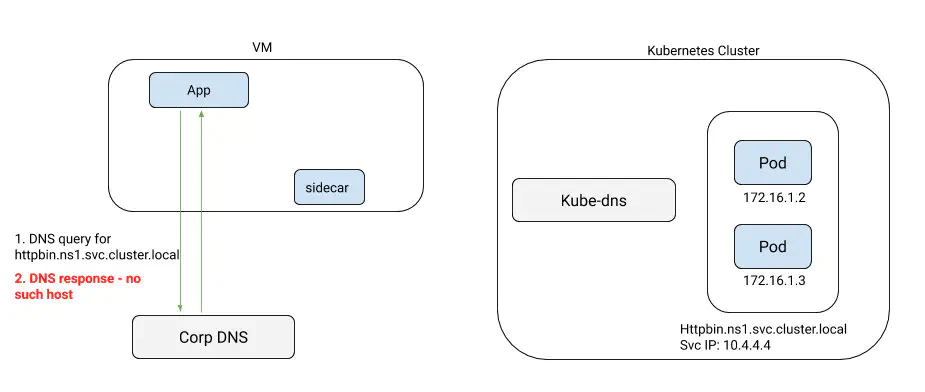 VM
App
sidecar
1. DNS query for
httpbin.ns1.svc.cluster.local
2. DNS response - no
such host
Corp DNS
Kubernetes Cluster
Kube-dns
Pod
172.16.1.2
Pod
172.16.1.3
Httpbin.ns1.svc.cluster.local
Svc IP: 10.4.4.4